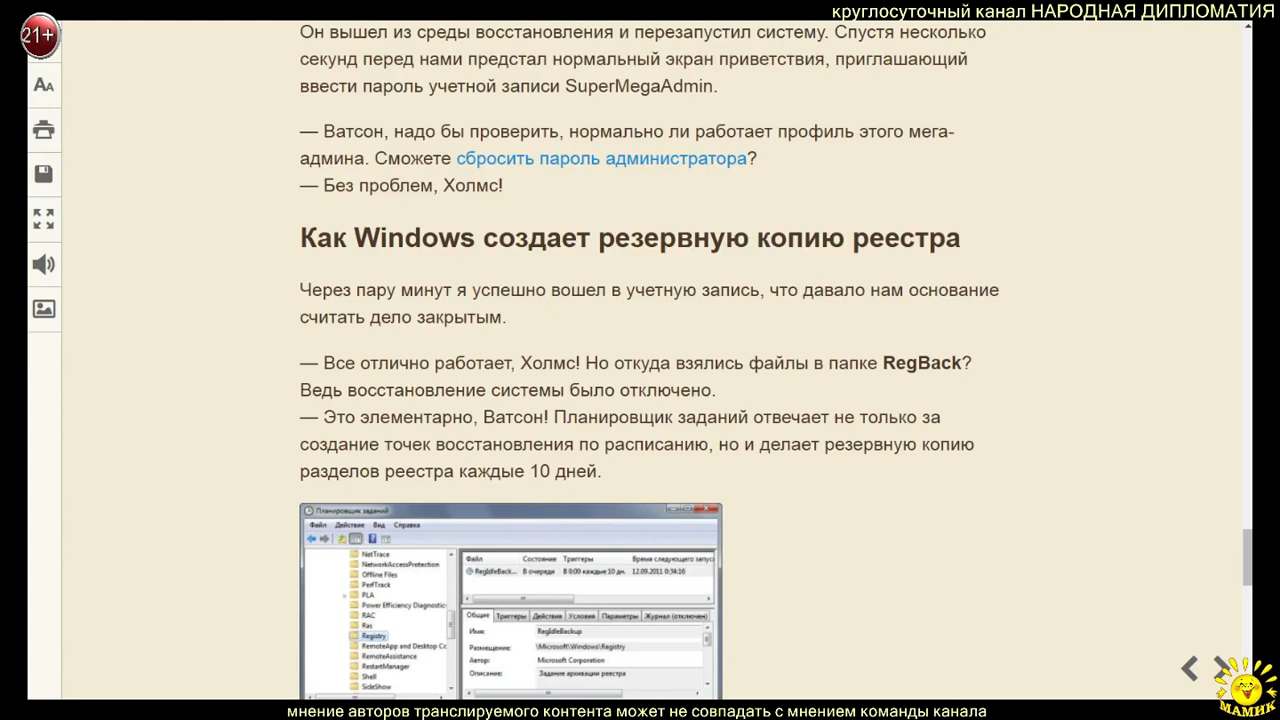 круглосуточный канал НАРОДНАЯ ДИПЛОМАТИЯ
21+
Он вышел из среды восстановления и перезапустил систему. Спустя несколько
секунд перед нами предстал нормальный экран приветствия, приглашающий
ввести пароль учетной записи SuperMegaAdmin.
— Ватсон, надо бы проверить, нормально ли работает профиль этого мега-
админа. Сможете сбросить пароль администратора?
— Без проблем, Холмс!
Как Windows создает резервную копию реестра
Через пару минут я успешно вошел в учетную запись, что давало нам основание
считать дело закрытым.
— Все отлично работает, Холмс! Но откуда взялись файлы в папке RegBack?
Ведь восстановление системы было отключено.
— Это элементарно, Ватсон! Планировщик заданий отвечает не только за
создание точек восстановления по расписанию, но и делает резервную копию
разделов реестра каждые 10 дней.
Планировщик заданий
Файл Действие Вид Справка
NetTrace
NetworkAccessProtection
Offline Files
PerfTrack
PLA
Power Efficiency Diagnostic
RAC
Ras
Registry
RemoteApp and Desktop Co
RemoteAssistance
RestartManager
Shell
SideShow
Файл Состояние Триггеры Время следующего запус
RegIdleBack... В очереди В 0:00 каждые 10 дн. 12.09.2011 0:34:16
Общие Триггеры Действия Условия Параметры Журнал (отключен)
Имя: RegIdleBackup
Размещение: \Microsoft\Windows\Registry
Автор: Microsoft Corporation
Описание: Задание архивации реестра
МАМИК
мнение авторов транслируемого контента может не совпадать с мнением команды канала